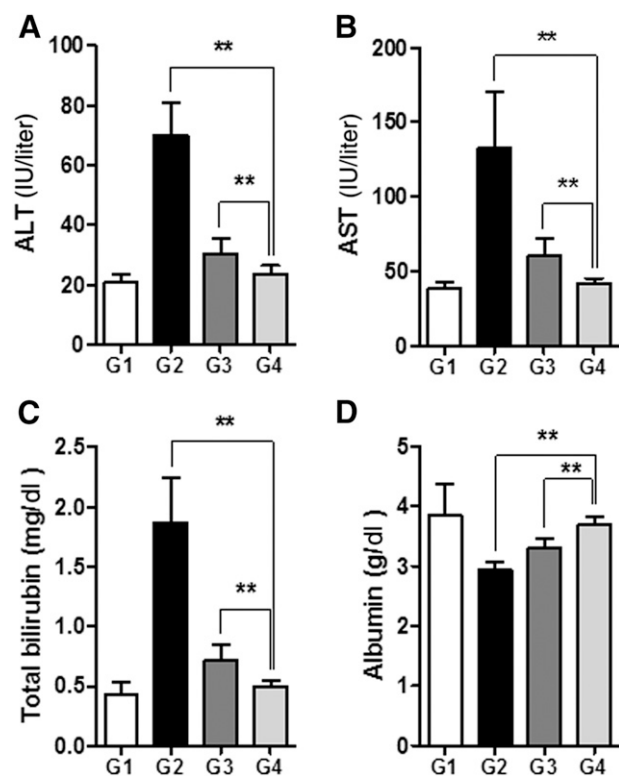 A
ALT (IU/liter)
100
80
60
40
20
0
**
**
G1 G2 G3 G4
B
AST (IU/liter)
200
150
100
50
0
**
**
G1 G2 G3 G4
C
Total bilirubin (mg/dl)
2.5
2.0
1.5
1.0
0.5
0.0
**
**
G1 G2 G3 G4
D
Albumin (g/dl )
5
4
3
2
1
0
**
**
G1 G2 G3 G4